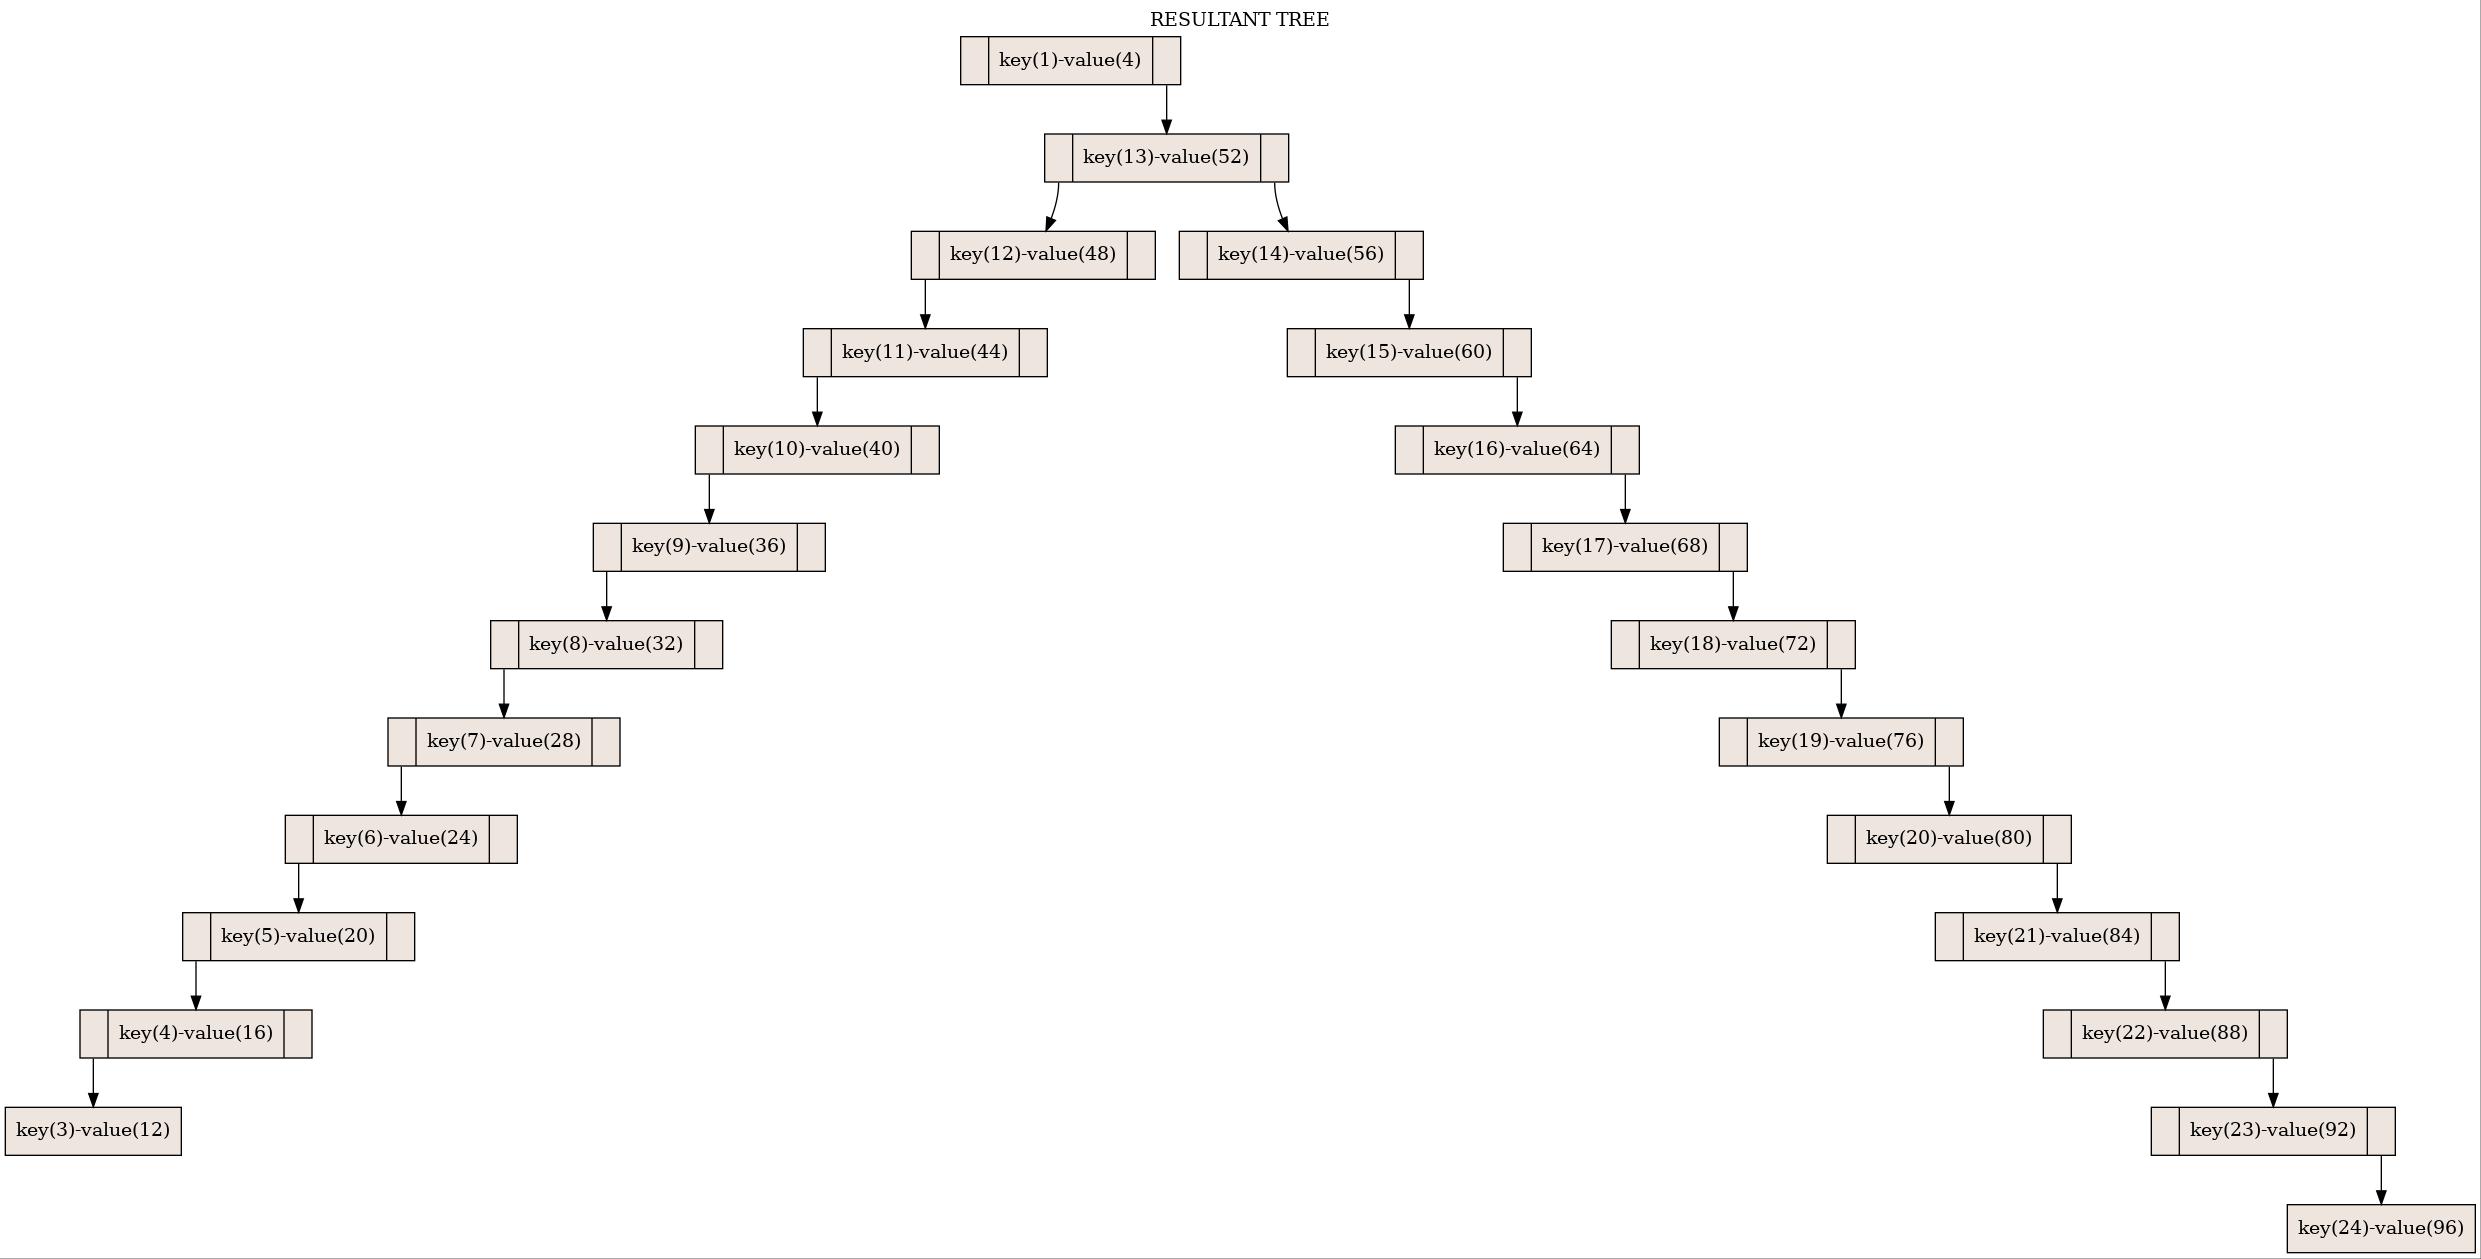 RESULTANT TREE
key(1)-value(4)
key(13)-value(52)
key(12)-value(48)
key(14)-value(56)
key(11)-value(44)
key(15)-value(60)
key(10)-value(40)
key(16)-value(64)
key(9)-value(36)
key(17)-value(68)
key(8)-value(32)
key(18)-value(72)
key(7)-value(28)
key(19)-value(76)
key(6)-value(24)
key(20)-value(80)
key(5)-value(20)
key(21)-value(84)
key(4)-value(16)
key(22)-value(88)
key(3)-value(12)
key(23)-value(92)
key(24)-value(96)